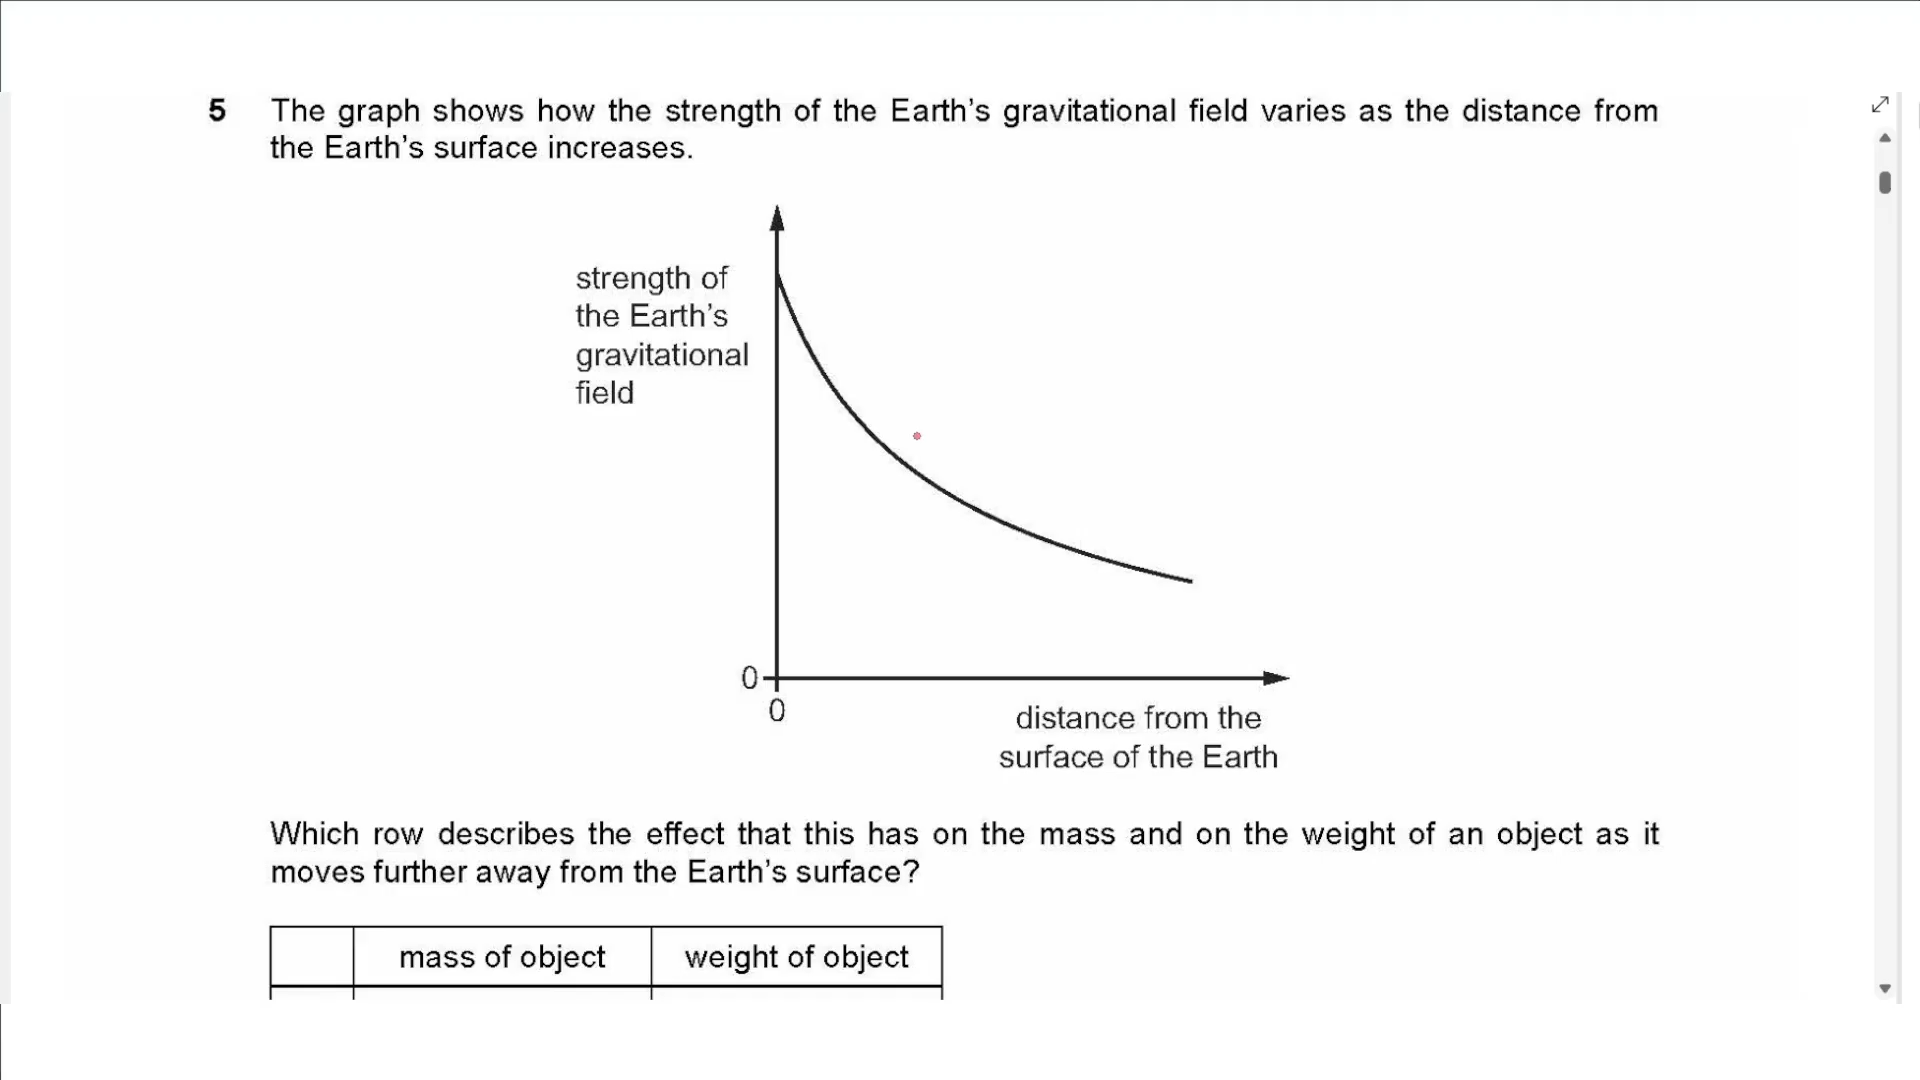 5 The graph shows how the strength of the Earth's gravitational field varies as the distance from
the Earth's surface increases.
strength of
the Earth's
gravitational
field
0
0
distance from the
surface of the Earth
Which row describes the effect that this has on the mass and on the weight of an object as it
moves further away from the Earth's surface?
mass of object weight of object